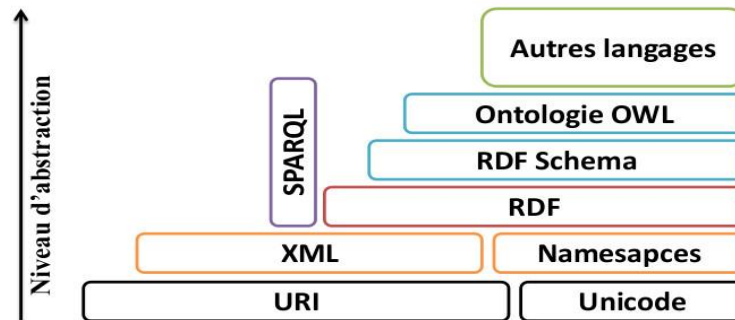 Niveau d'abstraction
Autres langages
Ontologie OWL
SPARQL
RDF Schema
RDF
XML
Namesapces
URI
Unicode